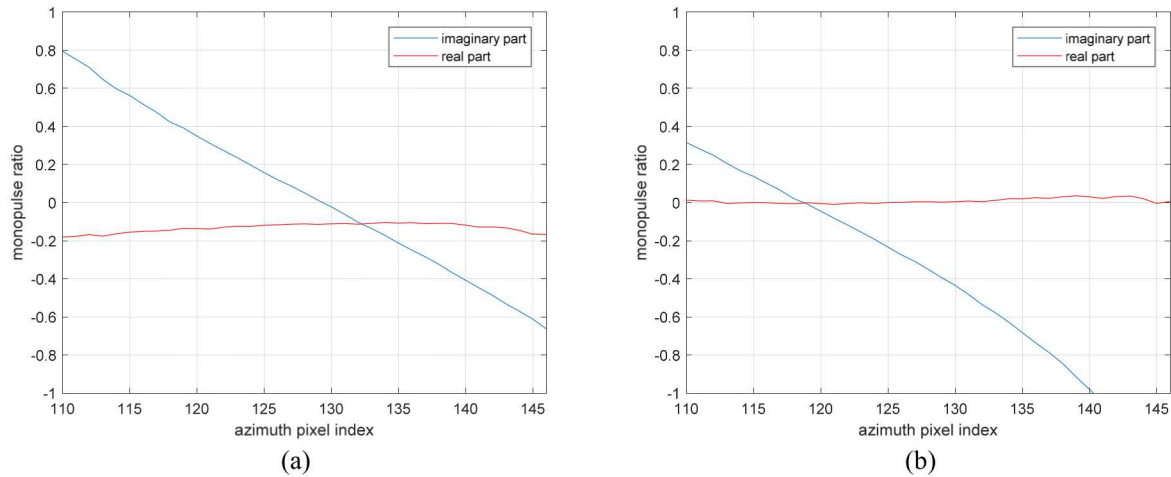 1
0.8
0.6
0.4
0.2
0
-0.2
-0.4
-0.6
-0.8
-1
monopulse ratio
imaginary part
real part
110 115 120 125 130 135 140 145
azimuth pixel index
(a)
1
0.8
0.6
0.4
0.2
0
-0.2
-0.4
-0.6
-0.8
-1
monopulse ratio
imaginary part
real part
110 115 120 125 130 135 140 145
azimuth pixel index
(b)